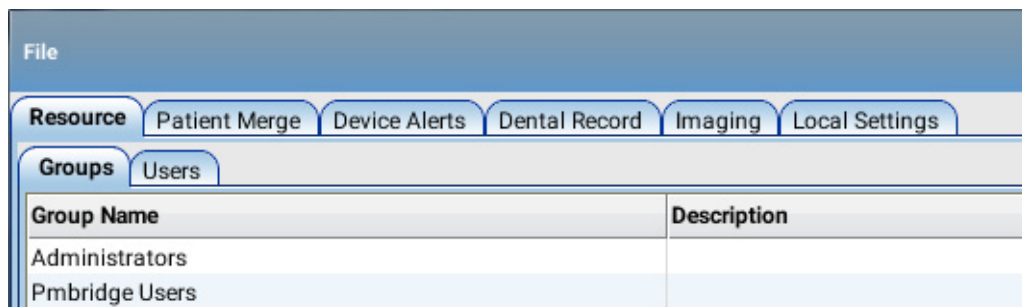 File
Resource Patient Merge Device Alerts Dental Record Imaging Local Settings
Groups Users
Group Name Description
Administrators
Pmbridge Users